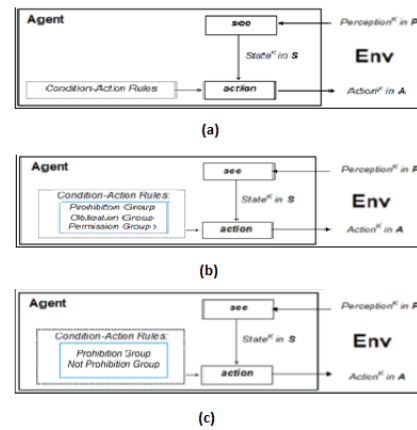 Agent
see
Perception^K in P
State^K in S
Env
Condition-Action Rules
action
Action^K in A
(a)
Agent
see
Perception^K in P
Condition-Action Rules:
Prohibition Group
Obligation Group
Permission Group
State^K in S
Env
action
Action^K in A
(b)
Agent
see
Perception^K in P
State^K in S
Condition-Action Rules:
Prohibition Group
Not Prohibition Group
Env
action
Action^K in A
(c)